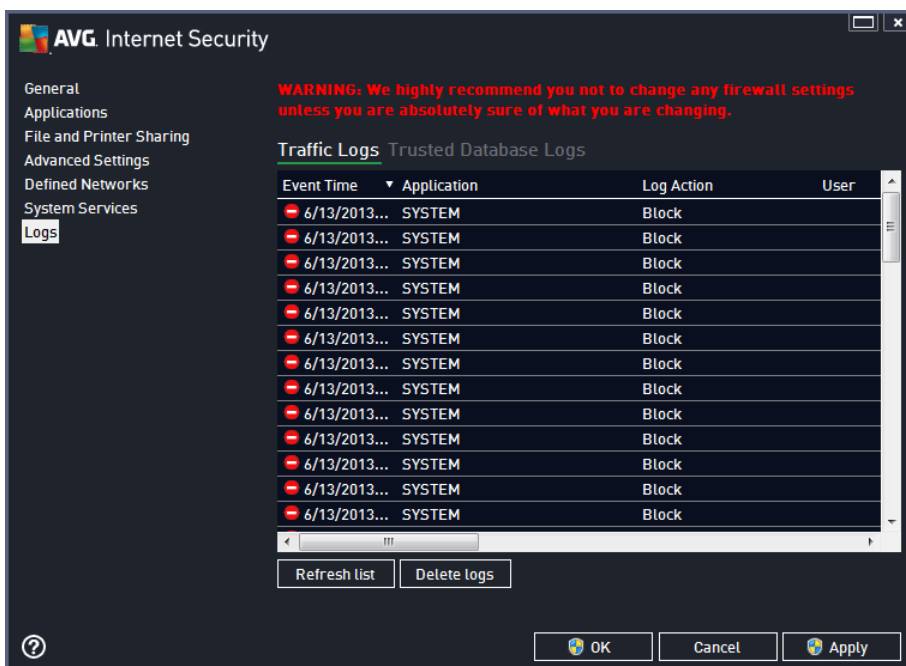 AVG Internet Security
General
Applications
File and Printer Sharing
Advanced Settings
Defined Networks
System Services
Logs
WARNING: We highly recommend you not to change any firewall settings
unless you are absolutely sure of what you are changing.
Traffic Logs Trusted Database Logs
Event Time Application Log Action User
6/13/2013... SYSTEM Block
6/13/2013... SYSTEM Block
6/13/2013... SYSTEM Block
6/13/2013... SYSTEM Block
6/13/2013... SYSTEM Block
6/13/2013... SYSTEM Block
6/13/2013... SYSTEM Block
6/13/2013... SYSTEM Block
6/13/2013... SYSTEM Block
6/13/2013... SYSTEM Block
6/13/2013... SYSTEM Block
6/13/2013... SYSTEM Block
6/13/2013... SYSTEM Block
Refresh list Delete logs
? OK Cancel Apply